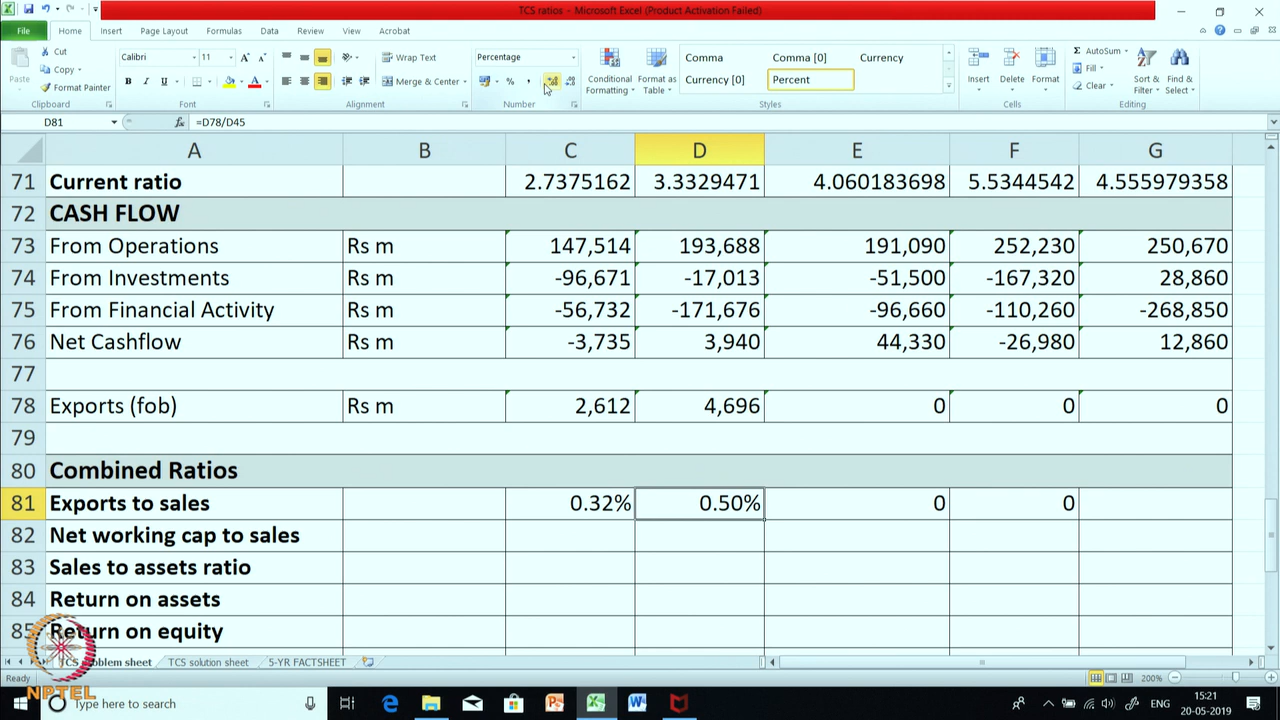 TCS ratios - Microsoft Excel (Product Activation Failed)
File Home Insert Page Layout Formulas Data Review View Acrobat
Paste Cut Copy Format Painter Clipboard
Calibri 11 B I U A Font
Wrap Text Merge & Center Alignment
Percentage % , Number
Conditional Formatting Format as Table
Comma Comma [0] Currency
Currency [0] Percent
Styles
Insert Delete Format Cells
AutoSum Fill Clear Sort & Filter Find & Select Editing
D81 fx =D78/D45
A B C D E F G
71 Current ratio 2.7375162 3.3329471 4.060183698 5.5344542 4.555979358
72 CASH FLOW
73 From Operations Rs m 147,514 193,688 191,090 252,230 250,670
74 From Investments Rs m -96,671 -17,013 -51,500 -167,320 28,860
75 From Financial Activity Rs m -56,732 -171,676 -96,660 -110,260 -268,850
76 Net Cashflow Rs m -3,735 3,940 44,330 -26,980 12,860
77
78 Exports (fob) Rs m 2,612 4,696 0 0 0
79
80 Combined Ratios
81 Exports to sales 0.32% 0.50% 0 0
82 Net working cap to sales
83 Sales to assets ratio
84 Return on assets
85 Return on equity
TCS problem sheet TCS solution sheet 5-YR FACTSHEET
Ready 200%
NPTEL
Type here to search
ENG 15:21
20-05-2019